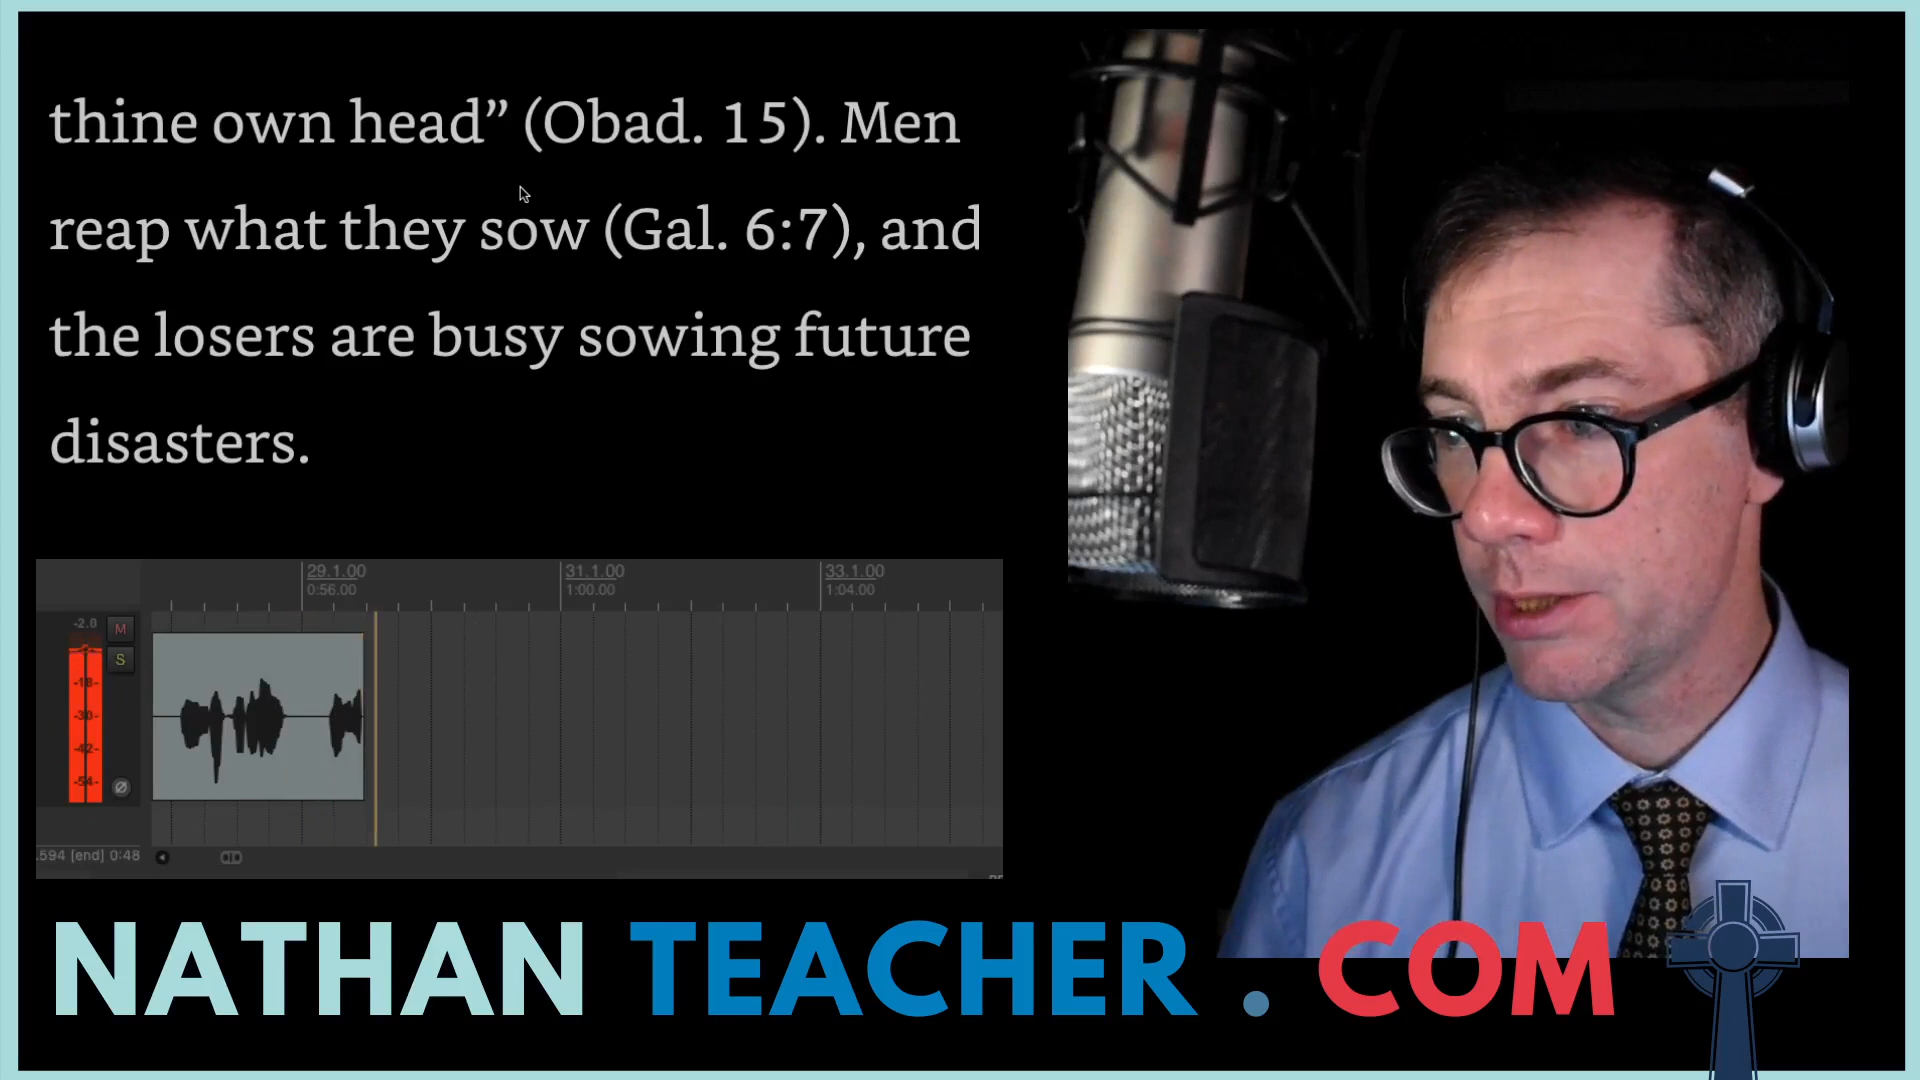 thine own head” (Obad. 15). Men
reap what they sow (Gal. 6:7), and
the losers are busy sowing future
disasters.
29.1.00
0:56.00
31.1.00
1:00.00
33.1.00
1:04.00
-2.0
M
S
-18-
-30-
-42-
-54-
.594 [end] 0:48
NATHAN TEACHER . COM